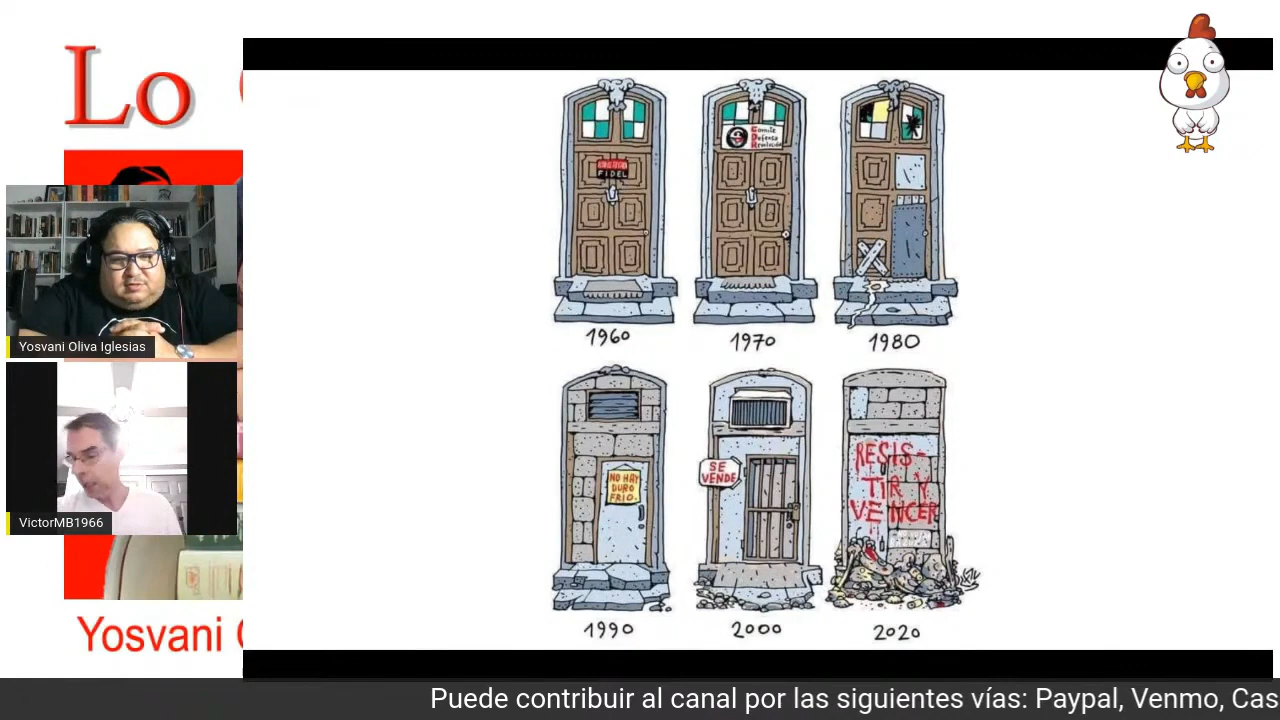 Lo
FIDEL
Comité
Defensa
Revolución
1960
1970
1980
Yosvani Oliva Iglesias
NO HAY
DURO
FRIO.
SE
VENDE
RESIS-
TIR Y
VENCER
VictorMB1966
1990
2000
2020
Yosvani
Puede contribuir al canal por las siguientes vías: Paypal, Venmo, Cas